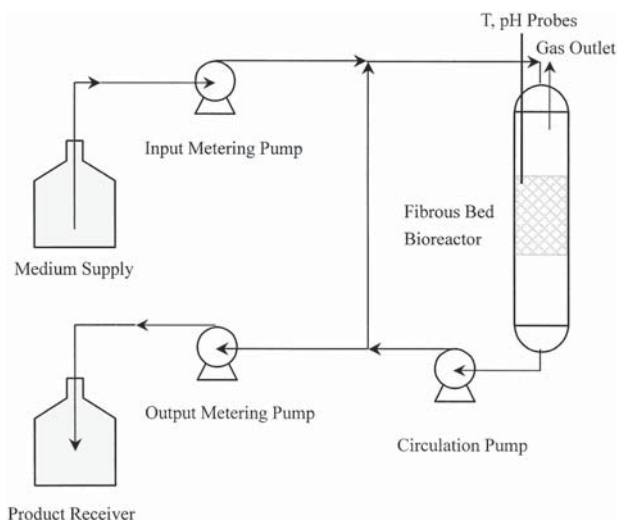 T, pH Probes
Gas Outlet
Input Metering Pump
Fibrous Bed
Bioreactor
Medium Supply
Output Metering Pump
Circulation Pump
Product Receiver